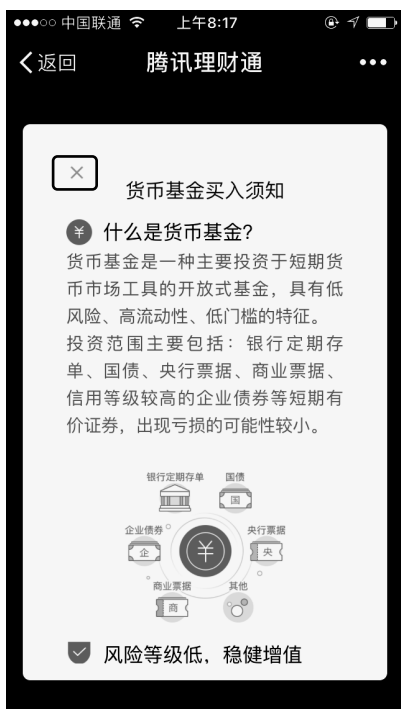 中国联通 上午8:17
返回 腾讯理财通
货币基金买入须知
¥ 什么是货币基金?
货币基金是一种主要投资于短期货
币市场工具的开放式基金，具有低
风险、高流动性、低门槛的特征。
投资范围主要包括：银行定期存
单、国债、央行票据、商业票据、
信用等级较高的企业债券等短期有
价证券，出现亏损的可能性较小。
银行定期存单 国债
国
企业债券 央行票据
企 ¥ 央
商业票据 其他
商
风险等级低，稳健增值